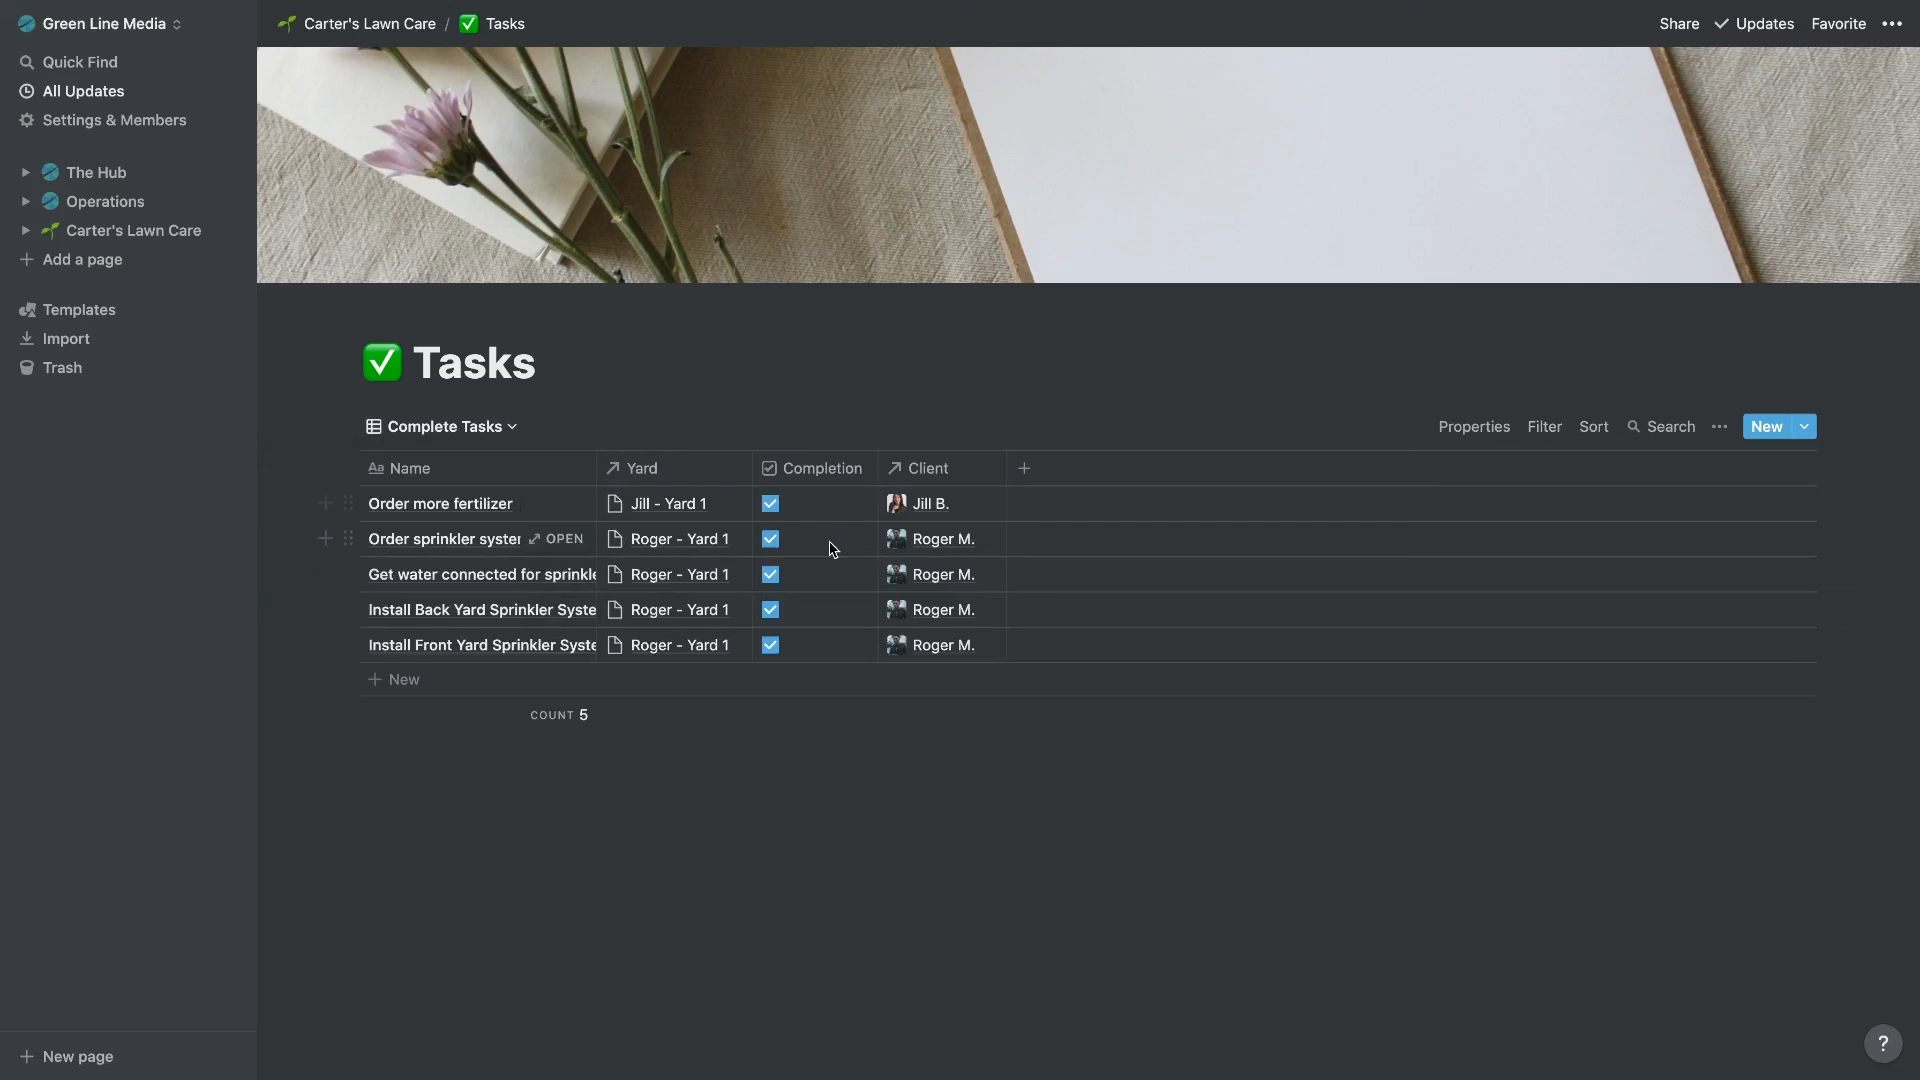 Green Line Media
Carter's Lawn Care / Tasks
Share Updates Favorite
Quick Find
All Updates
Settings & Members
The Hub
Operations
Carter's Lawn Care
Add a page
Templates
Import
Trash
Tasks
Complete Tasks
Properties Filter Sort Search New
Aa Name Yard Completion Client
Order more fertilizer Jill - Yard 1 Jill B.
Order sprinkler syster OPEN Roger - Yard 1 Roger M.
Get water connected for sprinkle Roger - Yard 1 Roger M.
Install Back Yard Sprinkler Syste Roger - Yard 1 Roger M.
Install Front Yard Sprinkler Syste Roger - Yard 1 Roger M.
New
COUNT 5
New page
?